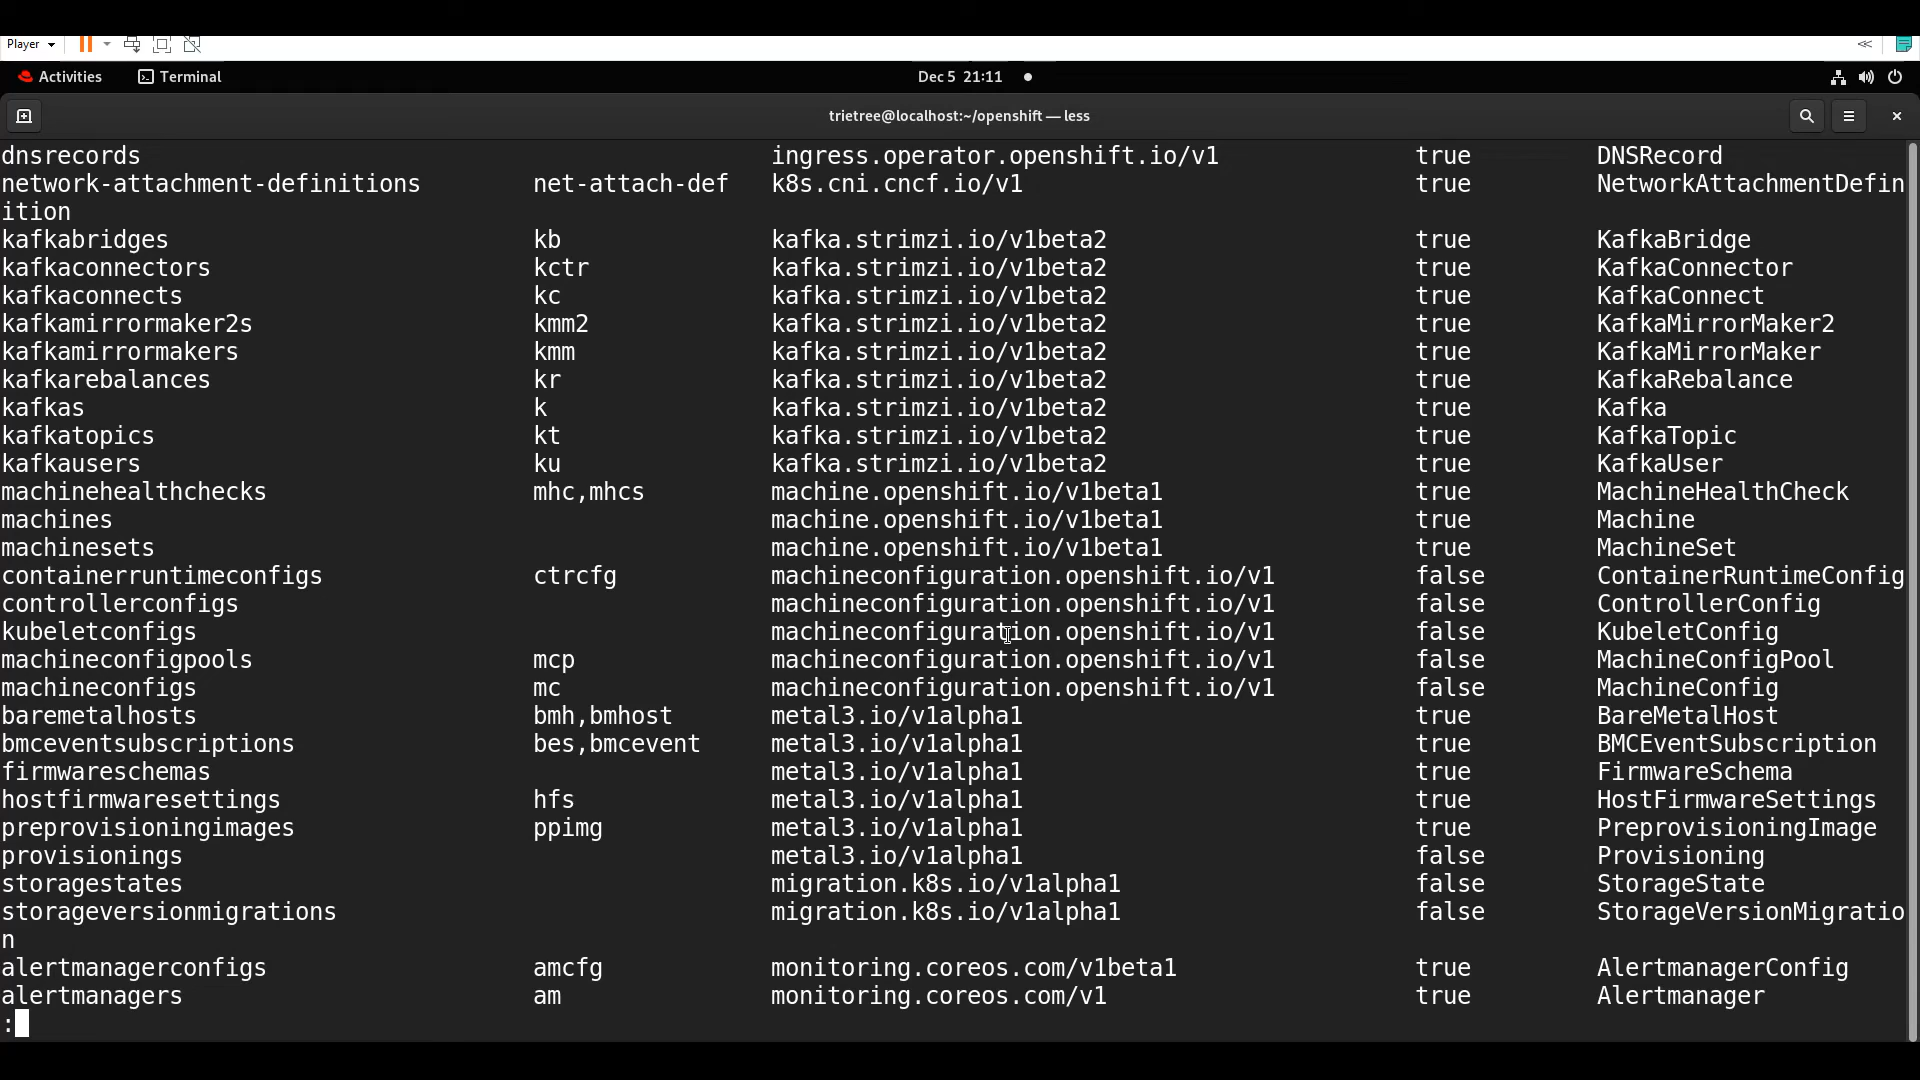 Player
Activities Terminal Dec 5 21:11
trietree@localhost:~/openshift — less
dnsrecords ingress.operator.openshift.io/v1 true DNSRecord
network-attachment-definitions net-attach-def k8s.cni.cncf.io/v1 true NetworkAttachmentDefin
ition
kafkabridges kb kafka.strimzi.io/v1beta2 true KafkaBridge
kafkaconnectors kctr kafka.strimzi.io/v1beta2 true KafkaConnector
kafkaconnects kc kafka.strimzi.io/v1beta2 true KafkaConnect
kafkamirrormaker2s kmm2 kafka.strimzi.io/v1beta2 true KafkaMirrorMaker2
kafkamirrormakers kmm kafka.strimzi.io/v1beta2 true KafkaMirrorMaker
kafkarebalances kr kafka.strimzi.io/v1beta2 true KafkaRebalance
kafkas k kafka.strimzi.io/v1beta2 true Kafka
kafkatopics kt kafka.strimzi.io/v1beta2 true KafkaTopic
kafkausers ku kafka.strimzi.io/v1beta2 true KafkaUser
machinehealthchecks mhc,mhcs machine.openshift.io/v1beta1 true MachineHealthCheck
machines machine.openshift.io/v1beta1 true Machine
machinesets machine.openshift.io/v1beta1 true MachineSet
containerruntimeconfigs ctrcfg machineconfiguration.openshift.io/v1 false ContainerRuntimeConfig
controllerconfigs machineconfiguration.openshift.io/v1 false ControllerConfig
kubeletconfigs machineconfiguration.openshift.io/v1 false KubeletConfig
machineconfigpools mcp machineconfiguration.openshift.io/v1 false MachineConfigPool
machineconfigs mc machineconfiguration.openshift.io/v1 false MachineConfig
baremetalhosts bmh,bmhost metal3.io/v1alpha1 true BareMetalHost
bmceventsubscriptions bes,bmcevent metal3.io/v1alpha1 true BMCEventSubscription
firmwareschemas metal3.io/v1alpha1 true FirmwareSchema
hostfirmwaresettings hfs metal3.io/v1alpha1 true HostFirmwareSettings
preprovisioningimages ppimg metal3.io/v1alpha1 true PreprovisioningImage
provisionings metal3.io/v1alpha1 false Provisioning
storagestates migration.k8s.io/v1alpha1 false StorageState
storageversionmigrations migration.k8s.io/v1alpha1 false StorageVersionMigratio
n
alertmanagerconfigs amcfg monitoring.coreos.com/v1beta1 true AlertmanagerConfig
alertmanagers am monitoring.coreos.com/v1 true Alertmanager
: